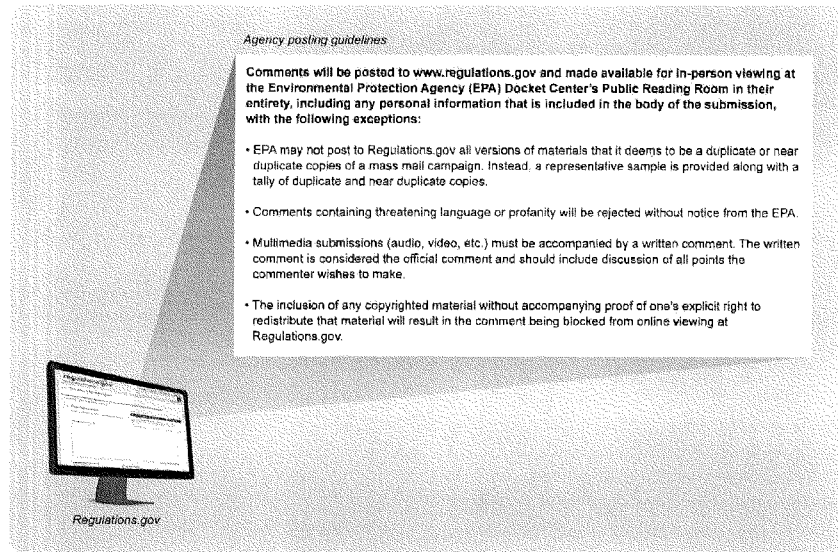 Agency posting guidelines
Comments will be posted to www.regulations.gov and made available for in-person viewing at
the Environmental Protection Agency (EPA) Docket Center's Public Reading Room in their
entirety, including any personal information that is included in the body of the submission,
with the following exceptions:
• EPA may not post to Regulations.gov all versions of materials that it deems to be a duplicate or near
duplicate copies of a mass mail campaign. Instead, a representative sample is provided along with a
tally of duplicate and near duplicate copies.
• Comments containing threatening language or profanity will be rejected without notice from the EPA.
• Multimedia submissions (audio, video, etc.) must be accompanied by a written comment. The written
comment is considered the official comment and should include discussion of all points the
commenter wishes to make.
• The inclusion of any copyrighted material without accompanying proof of one's explicit right to
redistribute that material will result in the comment being blocked from online viewing at
Regulations.gov.
Regulations.gov